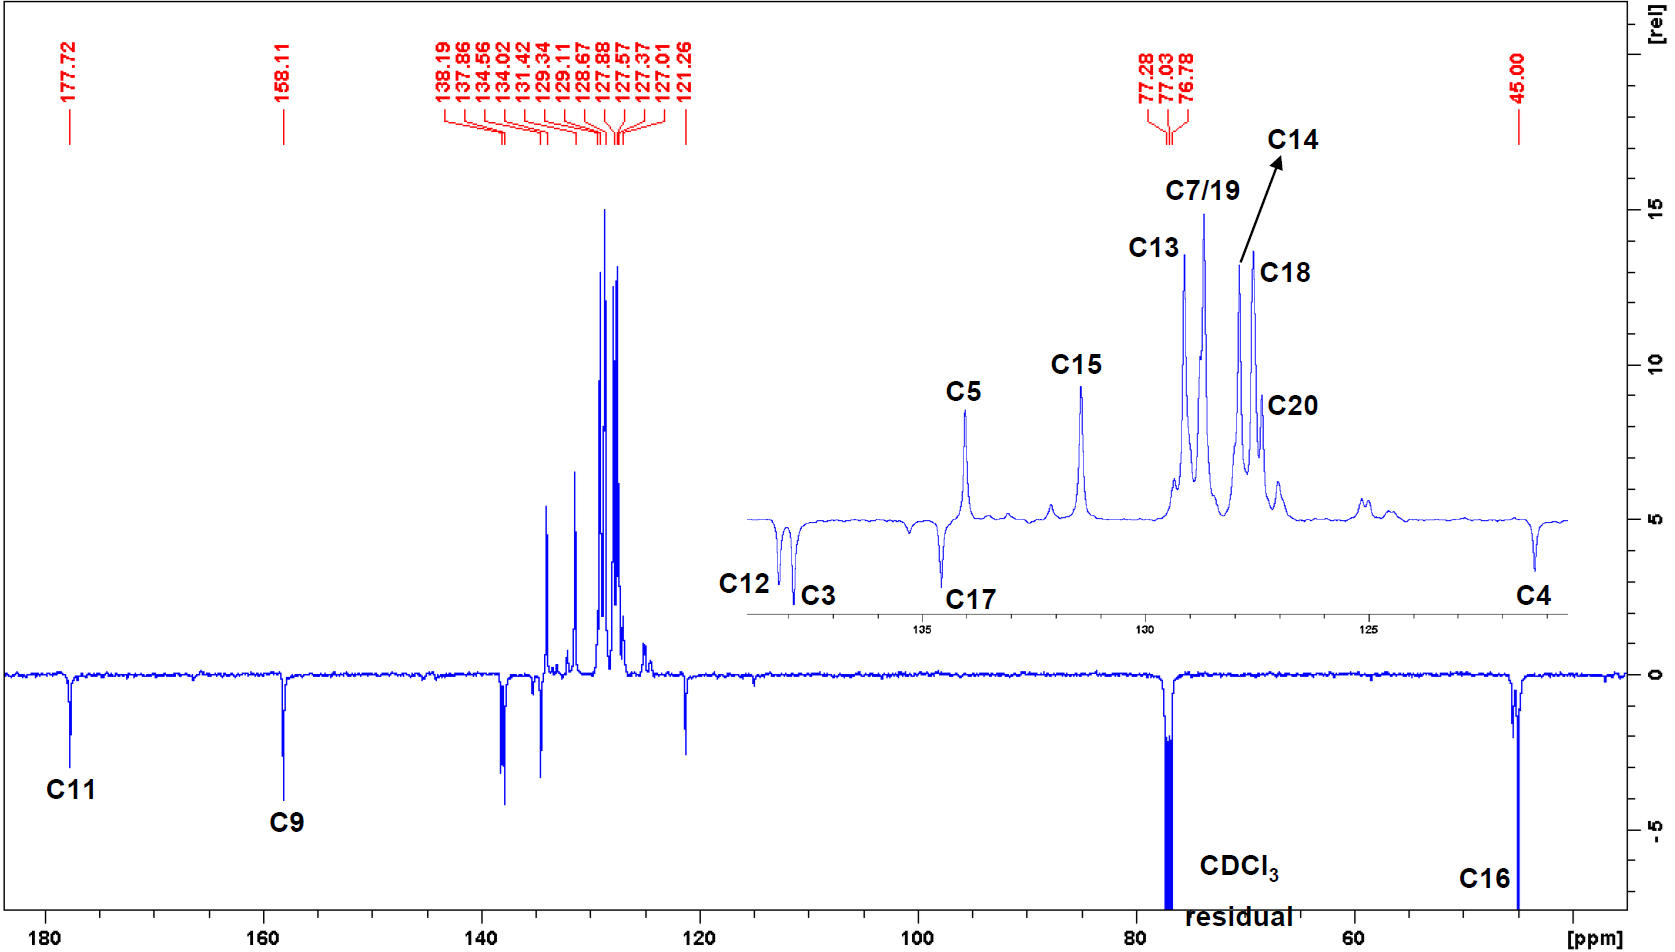 177.72
158.11
138.19
137.86
134.56
134.02
131.42
129.34
129.11
128.67
127.88
127.57
127.37
127.01
121.26
77.28
77.03
76.78
45.00
[rel]
C14
C7/19
C13
C18
C15
C5
C20
C12
C3
C17
C4
135
130
125
15
10
5
0
-5
C11
C9
CDCl3
residual
C16
180
160
140
120
100
80
60
[ppm]